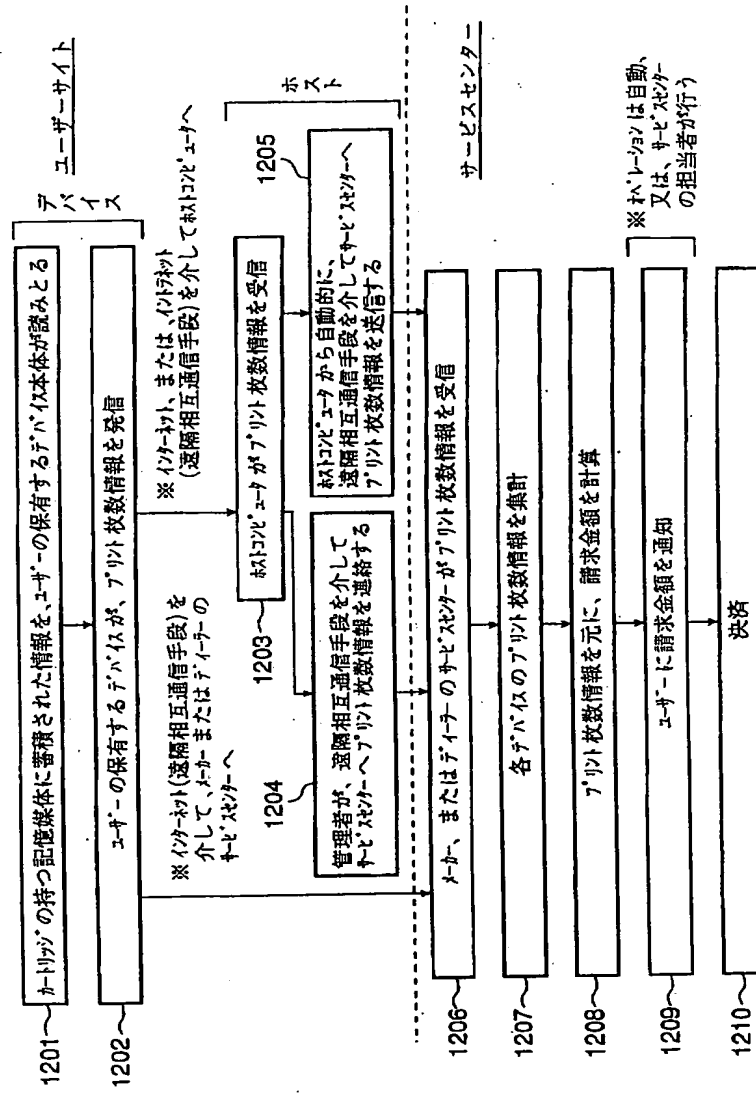 ユーザーサイト
デバイス
1201
カートリッジの持つ記憶媒体に蓄積された情報を、ユーザーの保有するデバイス本体が読みとる
1202
ユーザーの保有するデバイスが、プリント枚数情報を発信
※インターネット(遠隔相互通信手段)を
介して、メーカーまたはディーラーの
サービスセンターへ
※インターネット、または、イントラネット
(遠隔相互通信手段)を介してホストコンピュータへ
ホスト
1203
ホストコンピュータがプリント枚数情報を受信
1204
管理者が、遠隔相互通信手段を介して
サービスセンターへプリント枚数情報を連絡する
1205
ホストコンピュータから自動的に、
遠隔相互通信手段を介してサービスセンターへ
プリント枚数情報を送信する
サービスセンター
1206
メーカー、またはディーラーのサービスセンターがプリント枚数情報を受信
1207
各デバイスのプリント枚数情報を集計
1208
プリント枚数情報を元に、請求金額を計算
1209
ユーザーに請求金額を通知
※オペレーションは自動、
又は、サービスセンター
の担当者が行う
1210
決済